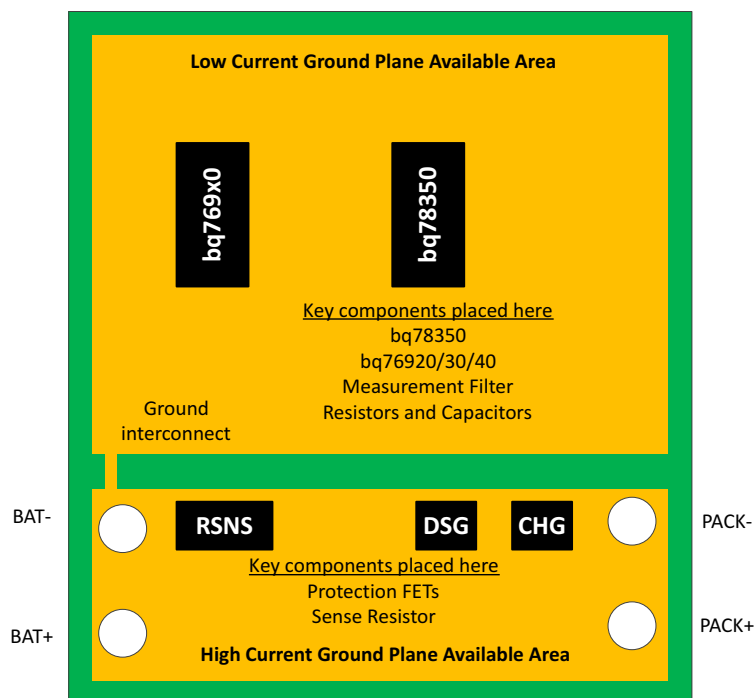 Low Current Ground Plane Available Area
bq769x0
bq78350
Key components placed here
bq78350
bq76920/30/40
Measurement Filter
Resistors and Capacitors
Ground
interconnect
BAT-
RSNS
DSG
CHG
PACK-
Key components placed here
Protection FETs
Sense Resistor
BAT+
PACK+
High Current Ground Plane Available Area